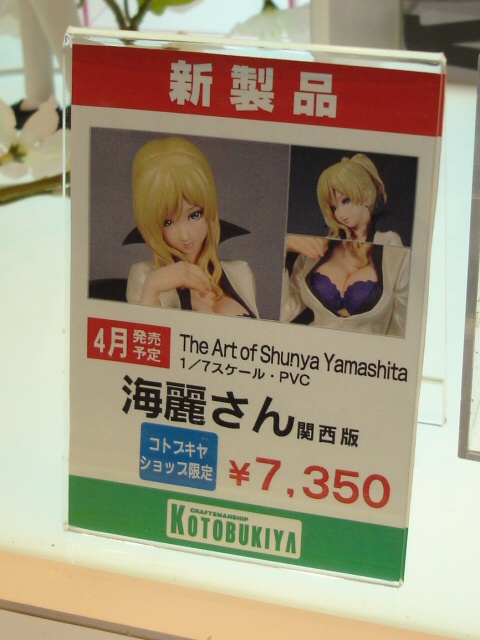 新製品
4月 発売予定
The Art of Shunya Yamashita
1/7スケール・PVC
海麗さん 関西版
コトブキヤ
ショップ限定
¥7,350
CRAFTSMANSHIP
KOTOBUKIYA